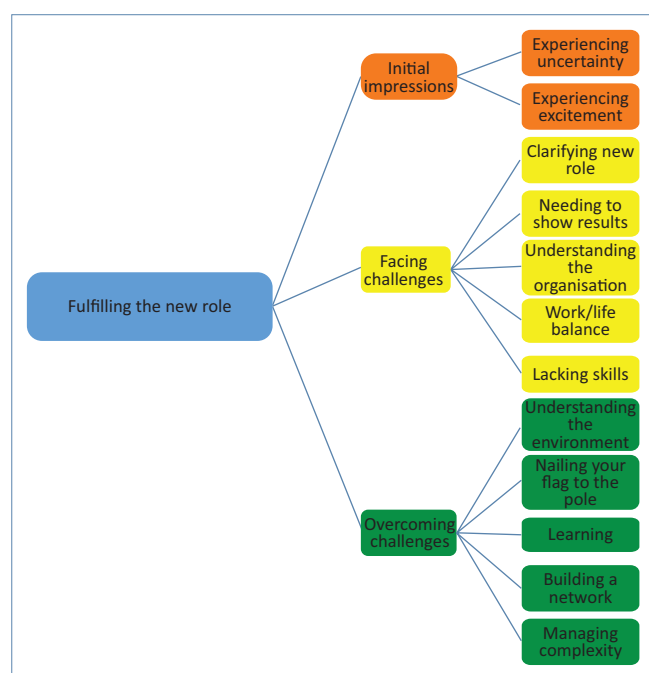 Fulfilling the new role
Initial
impressions
Experiencing
uncertainty
Experiencing
excitement
Facing
challenges
Clarifying new
role
Needing to
show results
Understanding
the
organisation
Work/life
balance
Lacking skills
Overcoming
challenges
Understanding
the
environment
Nailing your
flag to the
pole
Learning
Building a
network
Managing
complexity